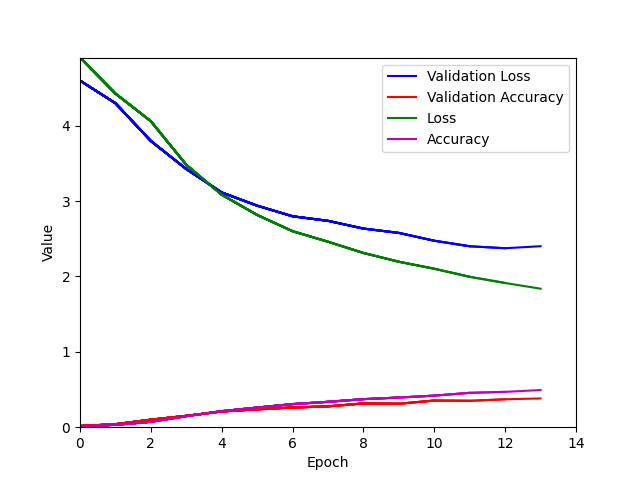 Validation Loss
Validation Accuracy
Loss
Accuracy
4
3
2
1
0
Value
0 2 4 6 8 10 12 14
Epoch